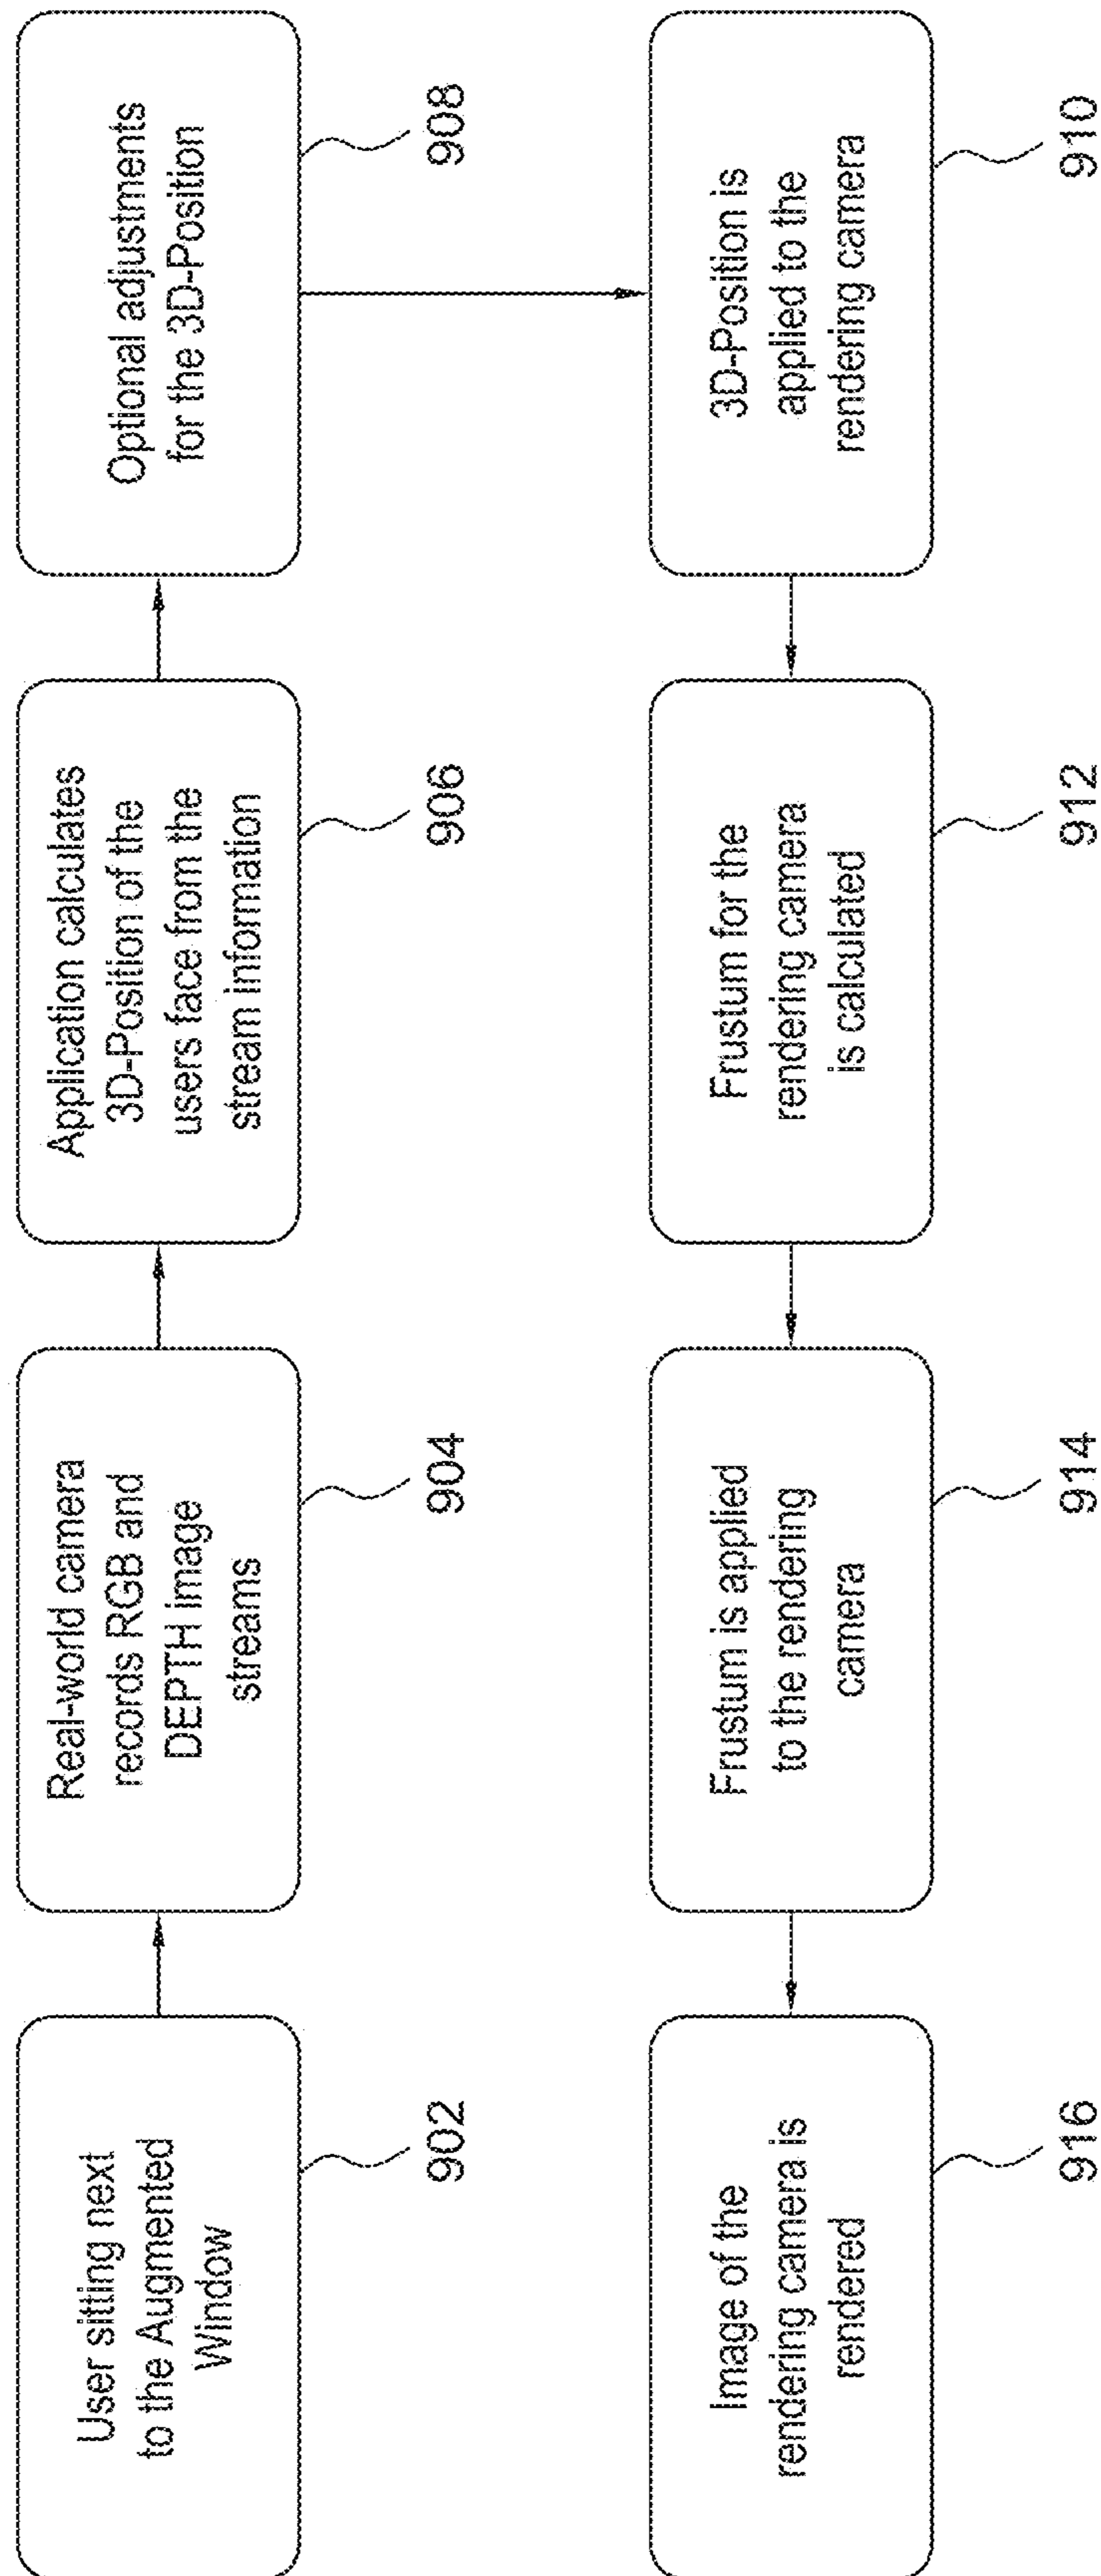 User sitting next
to the Augmented
Window
902
Real-world camera
records RGB and
DEPTH image
streams
904
Application calculates
3D-Position of the
users face from the
stream information
906
Optional adjustments
for the 3D-Position
908
3D-Position is
applied to the
rendering camera
910
Frustum for the
rendering camera
is calculated
912
Frustum is applied
to the rendering
camera
914
Image of the
rendering camera is
rendered
916